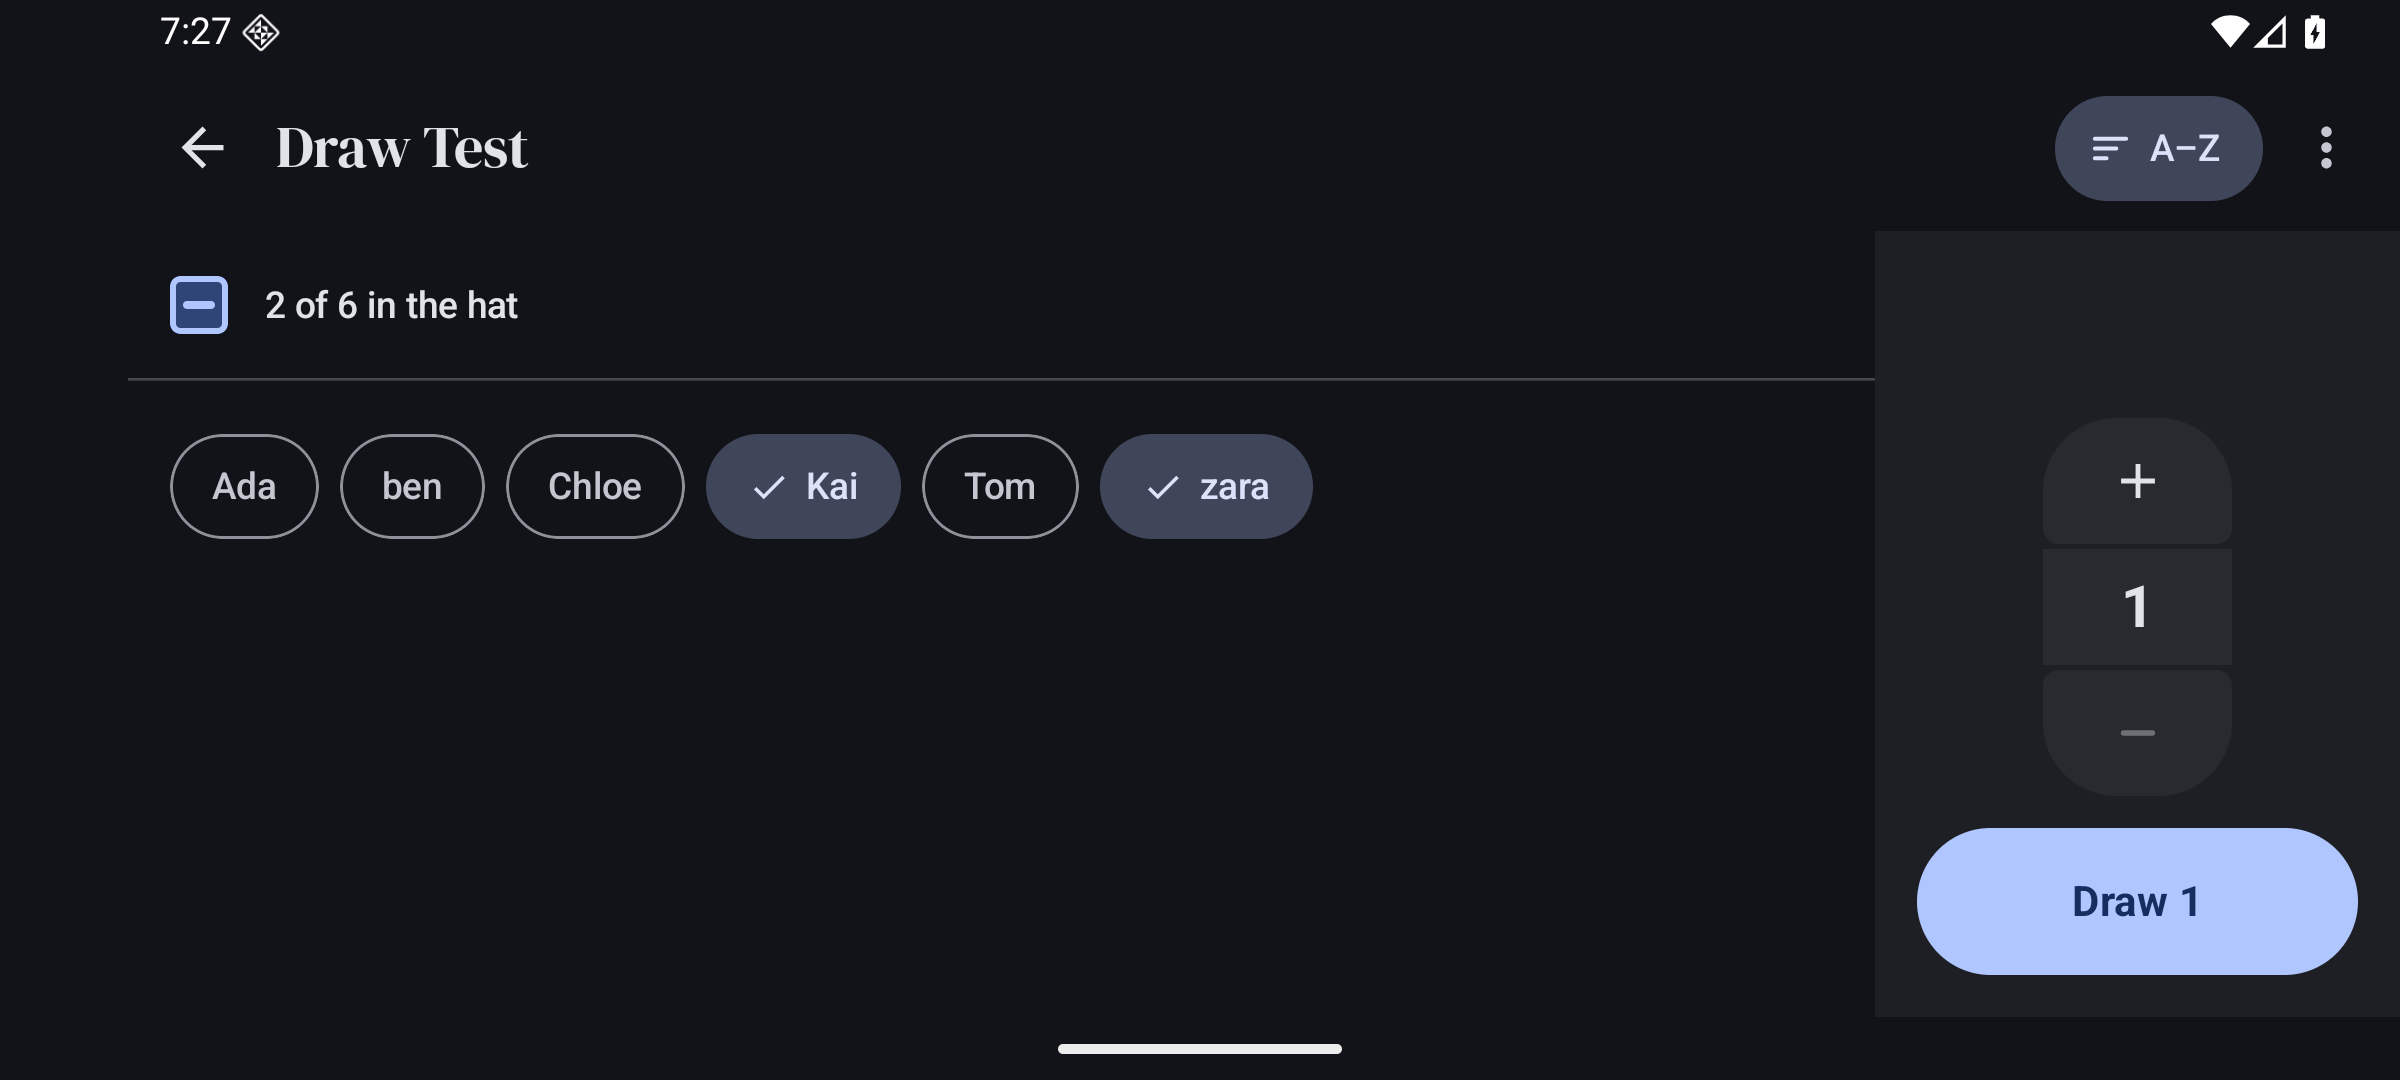 7:27
Draw Test
A–Z
2 of 6 in the hat
Ada ben Chloe Kai Tom zara
+
1
−
Draw 1